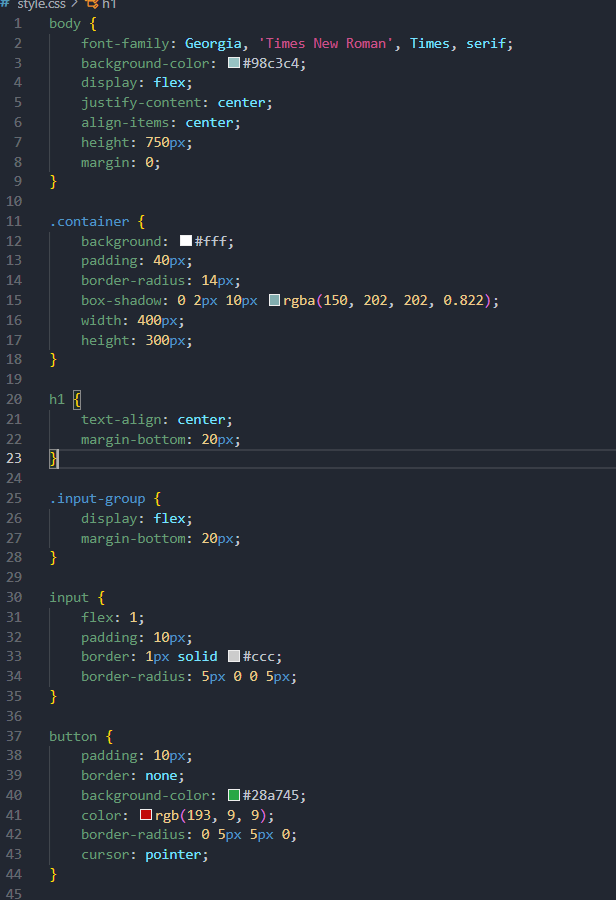 # style.css > h1
1 body {
2 font-family: Georgia, 'Times New Roman', Times, serif;
3 background-color: #98c3c4;
4 display: flex;
5 justify-content: center;
6 align-items: center;
7 height: 750px;
8 margin: 0;
9 }
10
11 .container {
12 background: #fff;
13 padding: 40px;
14 border-radius: 14px;
15 box-shadow: 0 2px 10px rgba(150, 202, 202, 0.822);
16 width: 400px;
17 height: 300px;
18 }
19
20 h1 {
21 text-align: center;
22 margin-bottom: 20px;
23 }
24
25 .input-group {
26 display: flex;
27 margin-bottom: 20px;
28 }
29
30 input {
31 flex: 1;
32 padding: 10px;
33 border: 1px solid #ccc;
34 border-radius: 5px 0 0 5px;
35 }
36
37 button {
38 padding: 10px;
39 border: none;
40 background-color: #28a745;
41 color: rgb(193, 9, 9);
42 border-radius: 0 5px 5px 0;
43 cursor: pointer;
44 }
45